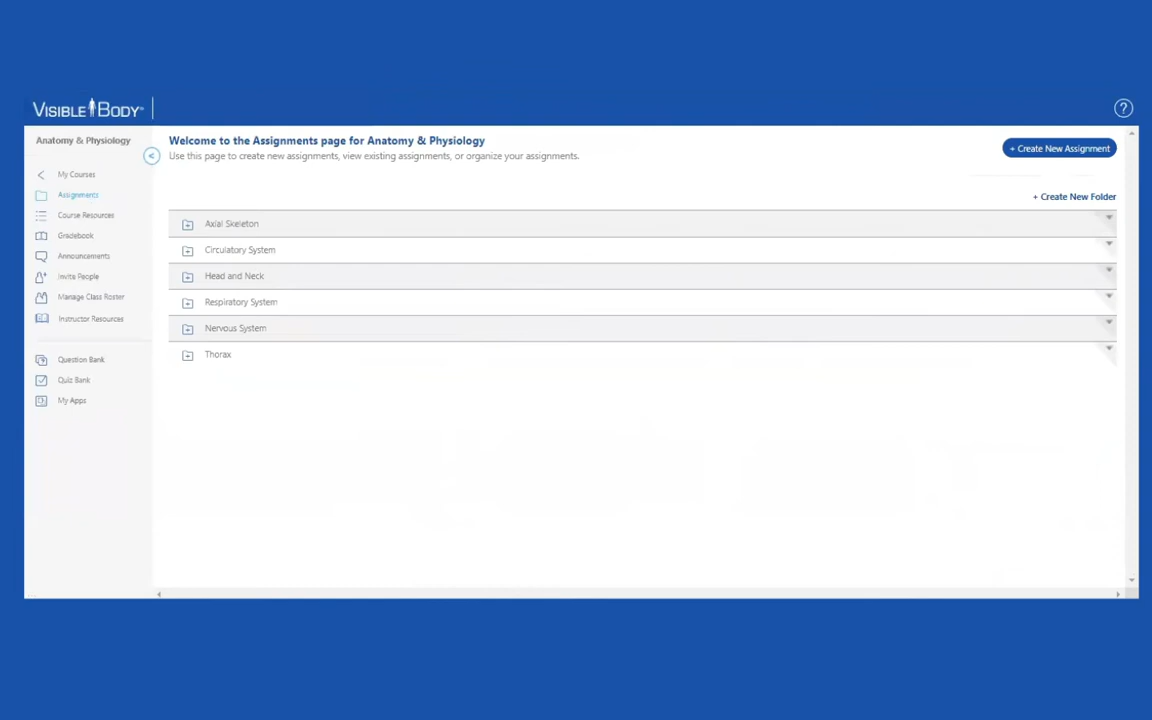 VISIBLE BODY™
?
Anatomy & Physiology
<
My Courses
Assignments
Course Resources
Gradebook
Announcements
Invite People
Manage Class Roster
Instructor Resources
Question Bank
Quiz Bank
My Apps
Welcome to the Assignments page for Anatomy & Physiology
Use this page to create new assignments, view existing assignments, or organize your assignments.
+ Create New Assignment
+ Create New Folder
Axial Skeleton
Circulatory System
Head and Neck
Respiratory System
Nervous System
Thorax